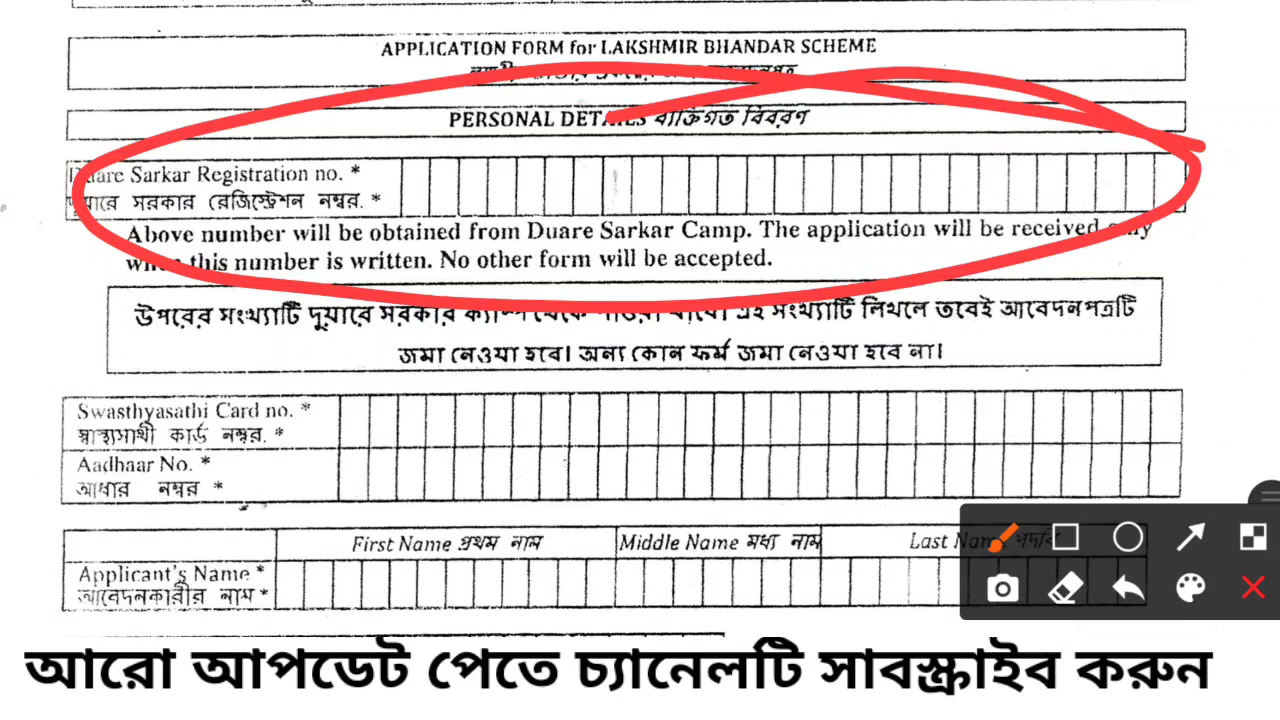 APPLICATION FORM for LAKSHMIR BHANDAR SCHEME
PERSONAL DETAILS ব্যক্তিগত বিবরণ
Duare Sarkar Registration no. *
দুয়ারে সরকার রেজিস্ট্রেশন নম্বর. *
Above number will be obtained from Duare Sarkar Camp. The application will be received only
when this number is written. No other form will be accepted.
উপরের সংখ্যাটি দুয়ারে সরকার ক্যাম্প থেকে পাওয়া যাবে। এই সংখ্যাটি লিখলে তবেই আবেদনপত্রটি
জমা নেওয়া হবে। অন্য কোন ফর্ম জমা নেওয়া হবে না।
Swasthyasathi Card no. *
স্বাস্থ্যসাথী কার্ড নম্বর. *
Aadhaar No. *
আধার নম্বর *
First Name প্রথম নাম Middle Name মধ্য নাম Last Name পদবি
Applicant's Name *
আবেদনকারীর নাম *
আরো আপডেট পেতে চ্যানেলটি সাবস্ক্রাইব করুন